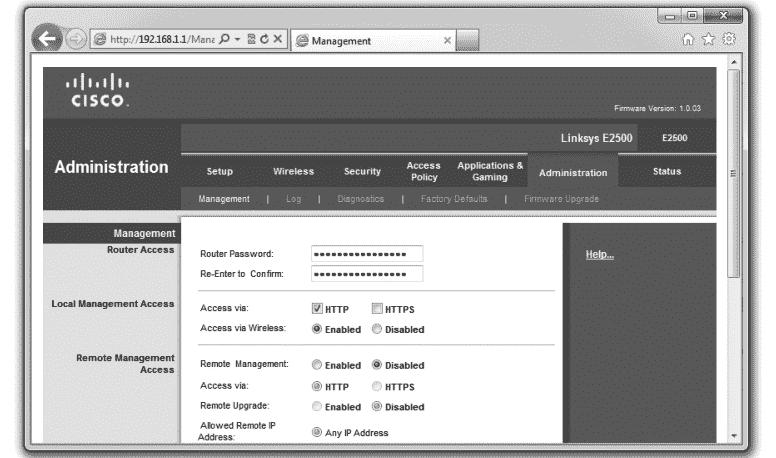 http://192.168.1.1/Mana
Management
CISCO.
Firmware Version: 1.0.03
Linksys E2500 E2500
Administration
Setup Wireless Security Access Policy Applications & Gaming Administration Status
Management | Log | Diagnostics | Factory Defaults | Firmware Upgrade
Management
Router Access
Router Password: ••••••••••••••••
Re-Enter to Confirm: ••••••••••••••••
Help...
Local Management Access
Access via: HTTP HTTPS
Access via Wireless: Enabled Disabled
Remote Management Access
Remote Management: Enabled Disabled
Access via: HTTP HTTPS
Remote Upgrade: Enabled Disabled
Allowed Remote IP Address: Any IP Address